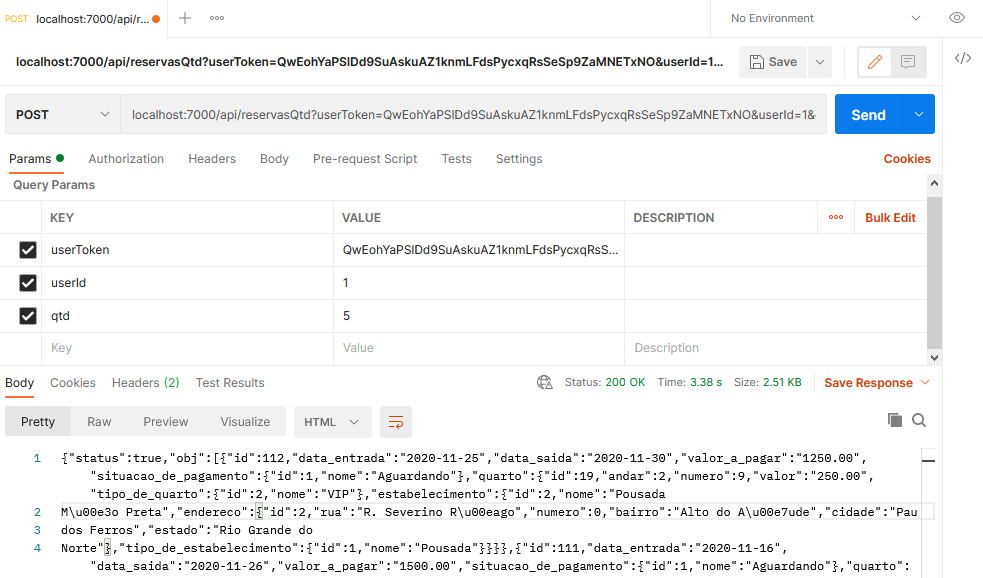 POST localhost:7000/api/r... No Environment
localhost:7000/api/reservasQtd?userToken=QwEohYaPSlDd9SuAskuAZ1knmLFdsPycxqRsSeSp9ZaMNETxNO&userId=1... Save
POST localhost:7000/api/reservasQtd?userToken=QwEohYaPSlDd9SuAskuAZ1knmLFdsPycxqRsSeSp9ZaMNETxNO&userId=1& Send
Params Authorization Headers Body Pre-request Script Tests Settings Cookies
Query Params
KEY VALUE DESCRIPTION Bulk Edit
userToken QwEohYaPSlDd9SuAskuAZ1knmLFdsPycxqRsS...
userId 1
qtd 5
Key Value Description
Body Cookies Headers (2) Test Results Status: 200 OK Time: 3.38 s Size: 2.51 KB Save Response
Pretty Raw Preview Visualize HTML
1 {"status":true,"obj":[{"id":112,"data_entrada":"2020-11-25","data_saida":"2020-11-30","valor_a_pagar":"1250.00",
"situacao_de_pagamento":{"id":1,"nome":"Aguardando"},"quarto":{"id":19,"andar":2,"numero":9,"valor":"250.00",
"tipo_de_quarto":{"id":2,"nome":"VIP"},"estabelecimento":{"id":2,"nome":"Pousada
2 M\u00e3o Preta","endereco":{"id":2,"rua":"R. Severino R\u00eago","numero":0,"bairro":"Alto do A\u00e7ude","cidade":"Pau
3 dos Ferros","estado":"Rio Grande do
4 Norte"},"tipo_de_estabelecimento":{"id":1,"nome":"Pousada"}}}},{"id":111,"data_entrada":"2020-11-16",
"data_saida":"2020-11-26","valor_a_pagar":"1500.00","situacao_de_pagamento":{"id":1,"nome":"Aguardando"},"quarto":